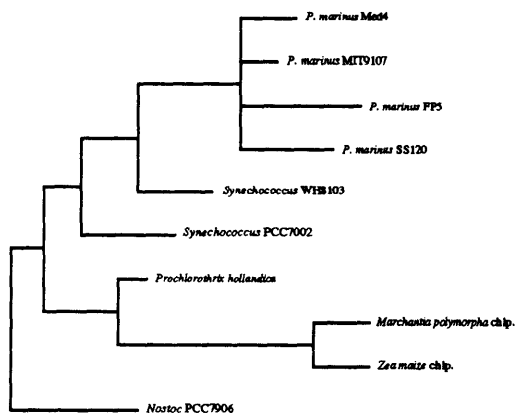 P. marinus Med4
P. marinus MIT9107
P. marinus PP5
P. marinus SS120
Synechococcus WH8103
Synechococcus PCC7002
Prochlorothrix hollandica
Marchantia polymorpha chlp.
Zea maize chlp.
Nostoc PCC7906